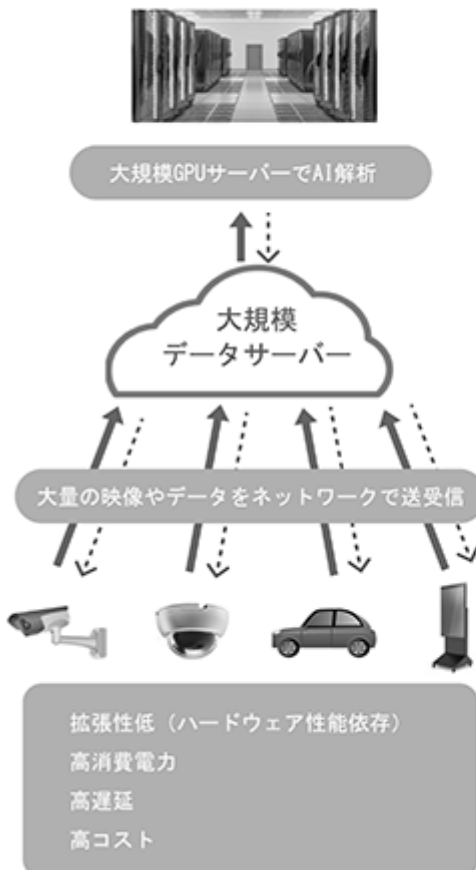 大規模GPUサーバーでAI解析
大規模
データサーバー
大量の映像やデータをネットワークで送受信
拡張性低（ハードウェア性能依存）
高消費電力
高遅延
高コスト